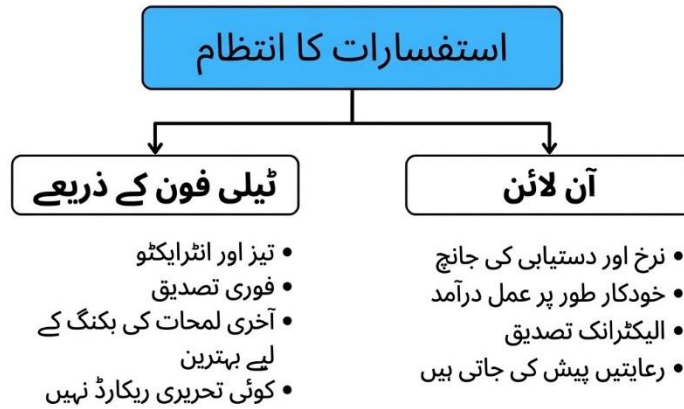 استفسارات کا انتظام
آن لائن
• نرخ اور دستیابی کی جانچ
• خودکار طور پر عمل درآمد
• الیکٹرانک تصدیق
• رعایتیں پیش کی جاتی ہیں
ٹیلی فون کے ذریعے
• تیز اور انٹرایکٹو
• فوری تصدیق
• آخری لمحات کی بکنگ کے
لیے بہترین
• کوئی تحریری ریکارڈ نہیں